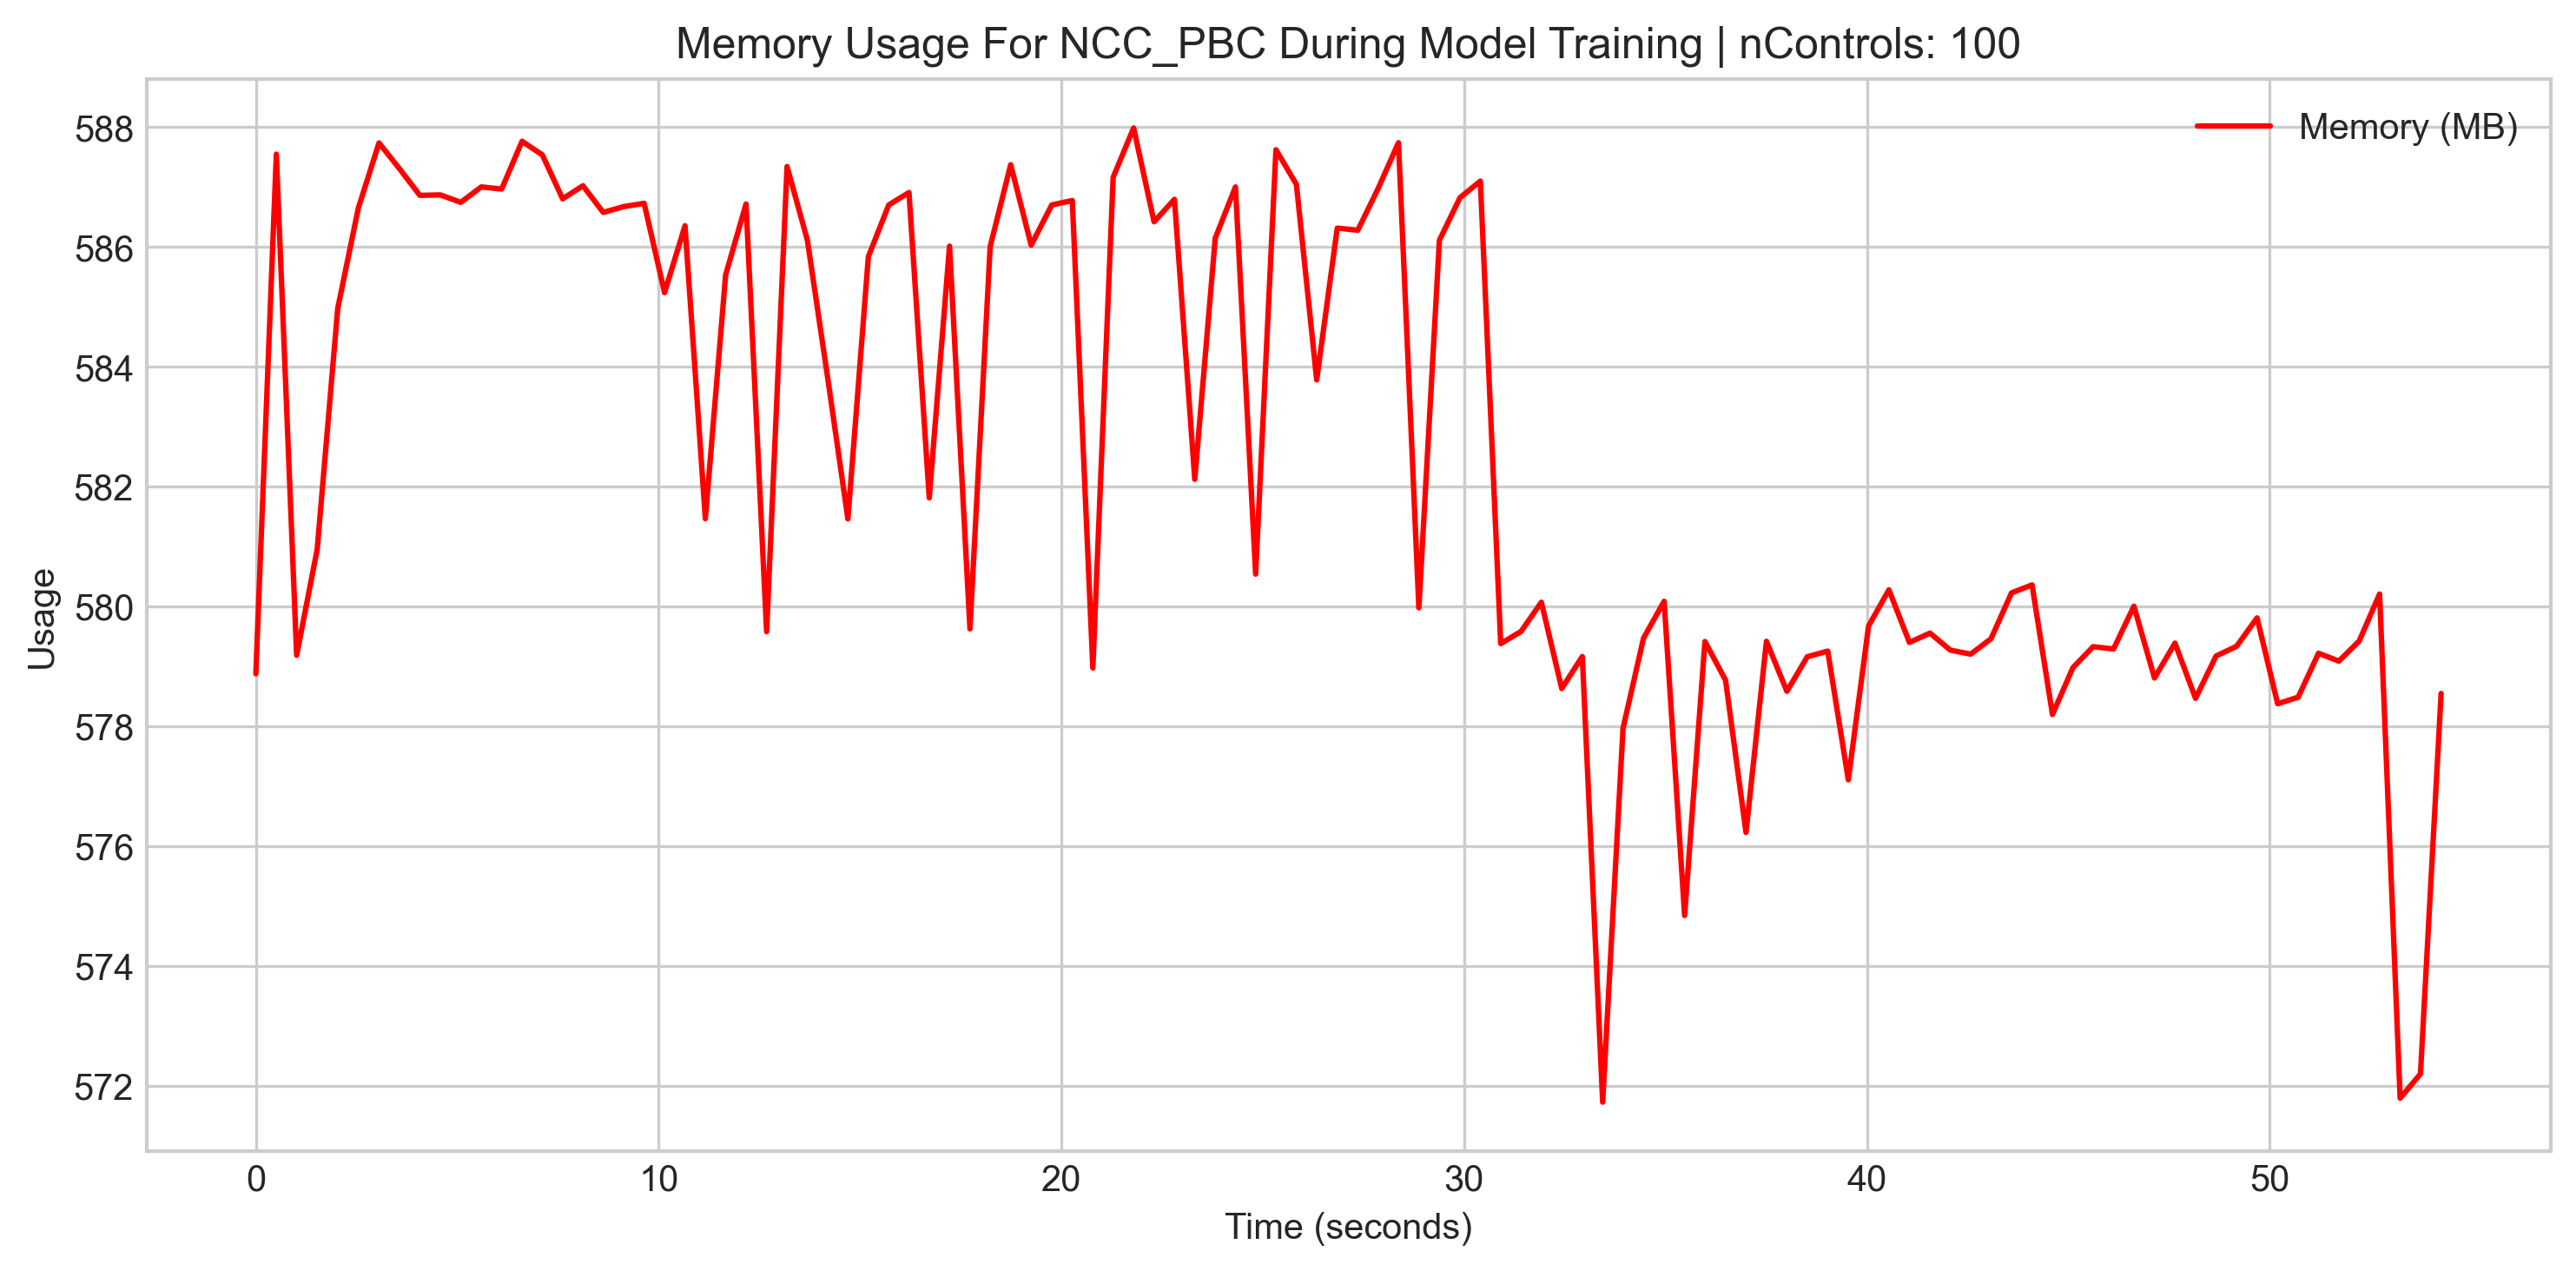 Memory Usage For NCC_PBC During Model Training | nControls: 100
Memory (MB)
588
586
584
582
580
578
576
574
572
Usage
0 10 20 30 40 50
Time (seconds)